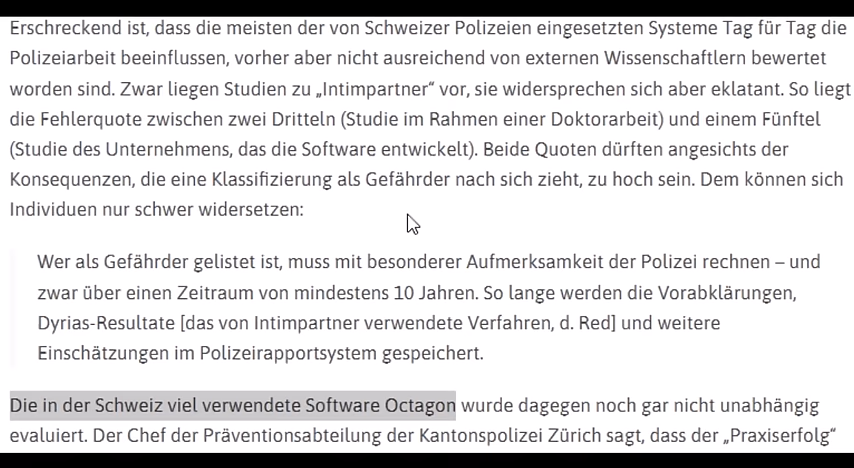 Erschreckend ist, dass die meisten der von Schweizer Polizeien eingesetzten Systeme Tag für Tag die
Polizeiarbeit beeinflussen, vorher aber nicht ausreichend von externen Wissenschaftlern bewertet
worden sind. Zwar liegen Studien zu „Intimpartner“ vor, sie widersprechen sich aber eklatant. So liegt
die Fehlerquote zwischen zwei Dritteln (Studie im Rahmen einer Doktorarbeit) und einem Fünftel
(Studie des Unternehmens, das die Software entwickelt). Beide Quoten dürften angesichts der
Konsequenzen, die eine Klassifizierung als Gefährder nach sich zieht, zu hoch sein. Dem können sich
Individuen nur schwer widersetzen:
Wer als Gefährder gelistet ist, muss mit besonderer Aufmerksamkeit der Polizei rechnen – und
zwar über einen Zeitraum von mindestens 10 Jahren. So lange werden die Vorabklärungen,
Dyrias-Resultate [das von Intimpartner verwendete Verfahren, d. Red] und weitere
Einschätzungen im Polizeirapportsystem gespeichert.
Die in der Schweiz viel verwendete Software Octagon wurde dagegen noch gar nicht unabhängig
evaluiert. Der Chef der Präventionsabteilung der Kantonspolizei Zürich sagt, dass der „Praxiserfolg“